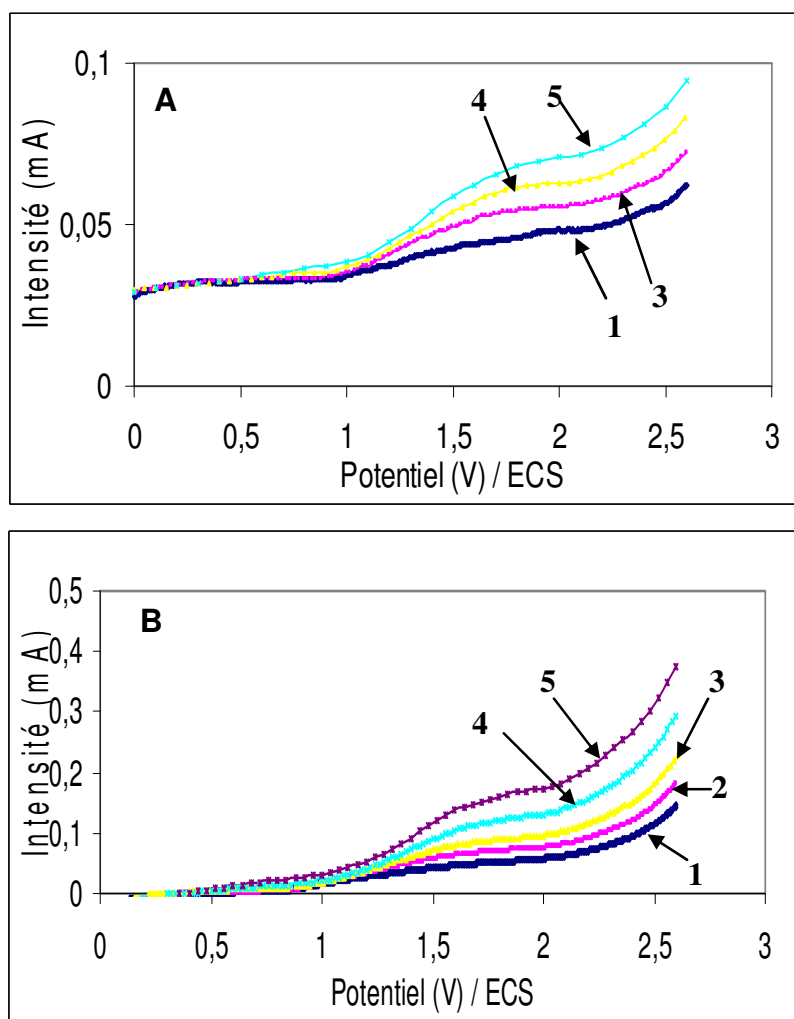 A
Intensité (mA)
0,1
0,05
0
4
5
3
1
0 0,5 1 1,5 2 2,5 3
Potentiel (V) / ECS
B
Intensité (mA)
0,5
0,4
0,3
0,2
0,1
0
5
3
4
2
1
0 0,5 1 1,5 2 2,5 3
Potentiel (V) / ECS